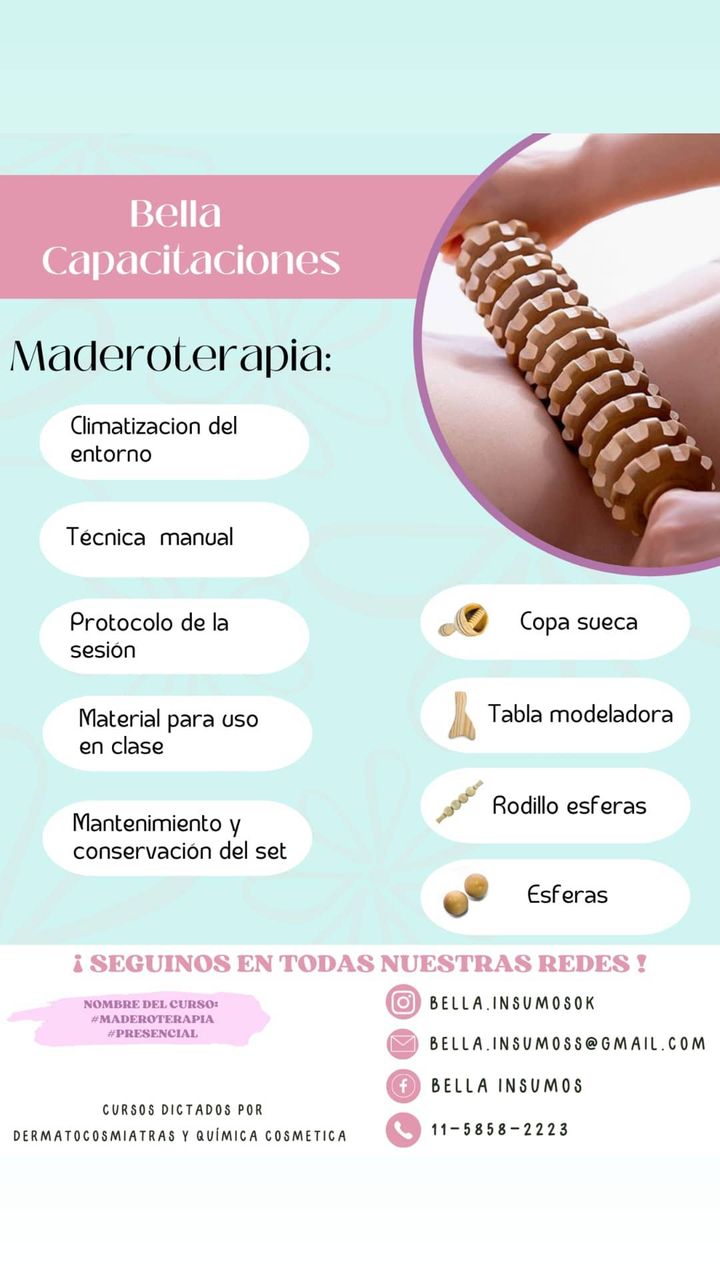 Bella
Capacitaciones
Maderoterapia:
Climatizacion del
entorno
Técnica manual
Protocolo de la
sesión
Material para uso
en clase
Mantenimiento y
conservación del set
Copa sueca
Tabla modeladora
Rodillo esferas
Esferas
¡ SEGUINOS EN TODAS NUESTRAS REDES !
NOMBRE DEL CURSO:
#MADEROTERAPIA
#PRESENCIAL
CURSOS DICTADOS POR
DERMATOCOSMIATRAS Y QUÍMICA COSMETICA
BELLA.INSUMOSOK
BELLA.INSUMOSS@GMAIL.COM
BELLA INSUMOS
11-5858-2223